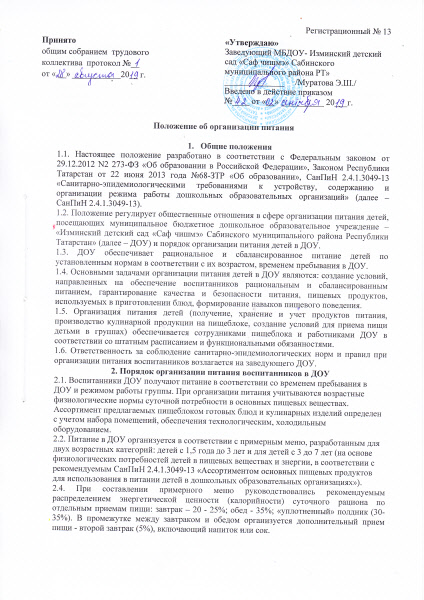 Регистрационный № 13
Принято
общим собранием трудового
коллектива протокол № 1
от «28» августа 2019 г.
«Утверждаю»
Заведующий МБДОУ- Изминский детский
сад «Саф чишмэ» Сабинского
муниципального района РТ»
/Муратова Э.Ш./
Введено в действие приказом
№ 42 от «02» 2019 г.
Положение об организации питания
1. Общие положения
1.1. Настоящее положение разработано в соответствии с Федеральным законом от
29.12.2012 N2 273-ФЗ «Об образовании в Российской Федерации», Законом Республики
Татарстан от 22 июня 2013 года №68-ЗТР «Об образовании», СанПиН 2.4.1.3049-13
«Санитарно-эпидемиологическими требованиями к устройству, содержанию и
организации режима работы дошкольных образовательных организаций» (далее –
СанПиН 2.4.1.3049-13).
1.2. Положение регулирует общественные отношения в сфере организации питания детей,
посещающих муниципальное бюджетное дошкольное образовательное учреждение –
«Изминский детский сад «Саф чишмэ» Сабинского муниципального района Республики
Татарстан» (далее – ДОУ) и порядок организации питания детей в ДОУ.
1.3. ДОУ обеспечивает рациональное и сбалансированное питание детей по
установленным нормам в соответствии с их возрастом, временем пребывания в ДОУ.
1.4. Основными задачами организации питания детей в ДОУ являются: создание условий,
направленных на обеспечение воспитанников рациональным и сбалансированным
питанием, гарантирование качества и безопасности питания, пищевых продуктов,
используемых в приготовлении блюд, формирование навыков пищевого поведения.
1.5. Организация питания детей (получение, хранение и учет продуктов питания,
производство кулинарной продукции на пищеблоке, создание условий для приема пищи
детьми в группах) обеспечивается сотрудниками пищеблока и работниками ДОУ в
соответствии со штатным расписанием и функциональными обязанностями.
1.6. Ответственность за соблюдение санитарно-эпидемиологических норм и правил при
организации питания воспитанников возлагается на заведующего ДОУ.
2. Порядок организации питания воспитанников в ДОУ
2.1. Воспитанники ДОУ получают питание в соответствии со временем пребывания в
ДОУ и режимом работы группы. При организации питания учитываются возрастные
физиологические нормы суточной потребности в основных пищевых веществах.
Ассортимент предлагаемых пищеблоком готовых блюд и кулинарных изделий определен
с учетом набора помещений, обеспечения технологическим, холодильным
оборудованием.
2.2. Питание в ДОУ организуется в соответствии с примерным меню, разработанным для
двух возрастных категорий: детей с 1,5 года до 3 лет и для детей с 3 до 7 лет (на основе
физиологических потребностей детей в пищевых веществах и энергии, в соответствии с
рекомендуемым СанПиН 2.4.1.3049-13 «Ассортиментом основных пищевых продуктов
для использования в питании детей в дошкольных образовательных организациях»).
2.4. При составлении примерного меню руководствовались рекомендуемым
распределением энергетической ценности (калорийности) суточного рациона по
отдельным приемам пищи: завтрак – 20 - 25%; обед - 35%; «уплотненный» полдник (30-
35%). В промежутке между завтраком и обедом организуется дополнительный прием
пищи - второй завтрак (5%), включающий напиток или сок.